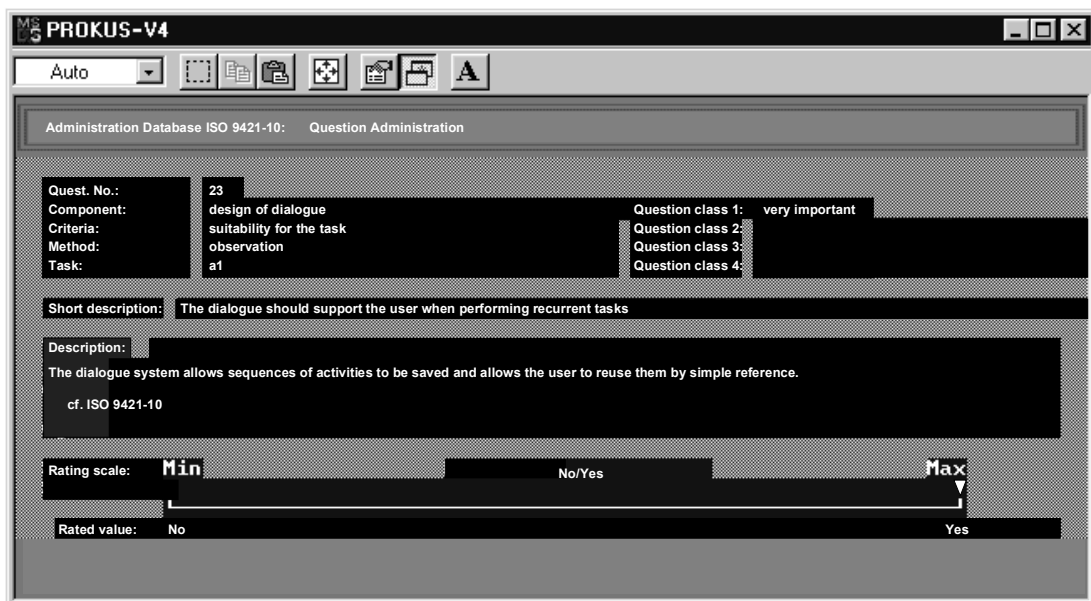 PROKUS-V4
Auto
A
Administration Database ISO 9421-10: Question Administration
Quest. No.: 23
Component: design of dialogue Question class 1: very important
Criteria: suitability for the task Question class 2:
Method: observation Question class 3:
Task: a1 Question class 4:
Short description: The dialogue should support the user when performing recurrent tasks
Description:
The dialogue system allows sequences of activities to be saved and allows the user to reuse them by simple reference.
cf. ISO 9421-10
Rating scale: Min No/Yes Max
Rated value: No Yes